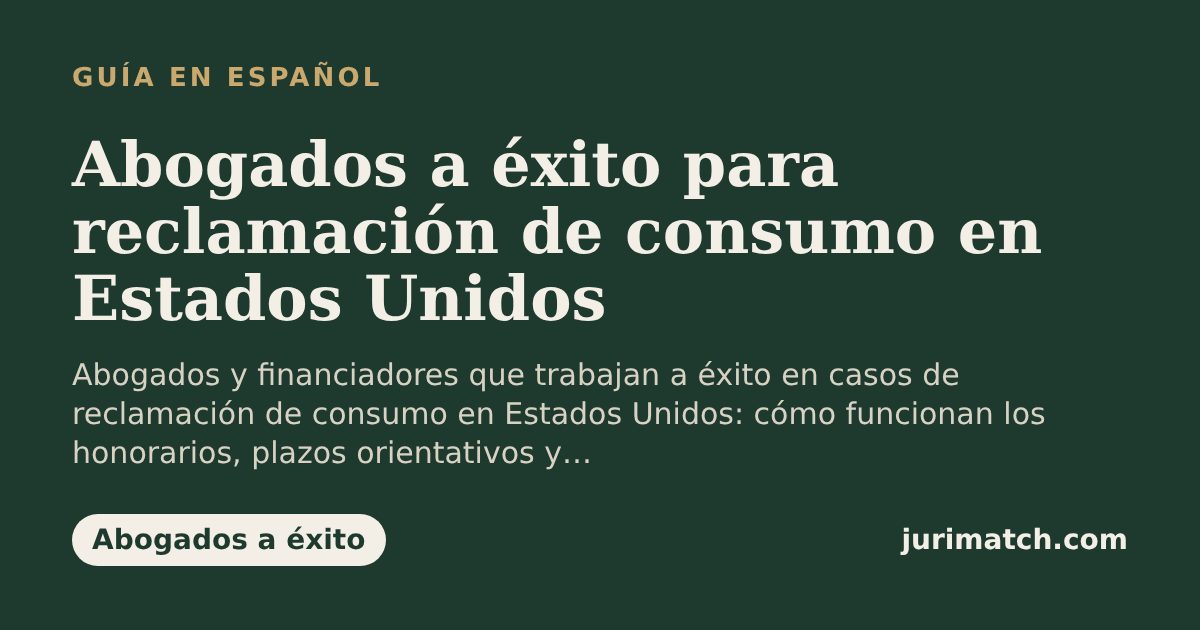 GUÍA EN ESPAÑOL
Abogados a éxito para
reclamación de consumo en
Estados Unidos
Abogados y financiadores que trabajan a éxito en casos de
reclamación de consumo en Estados Unidos: cómo funcionan los
honorarios, plazos orientativos y…
Abogados a éxito
jurimatch.com